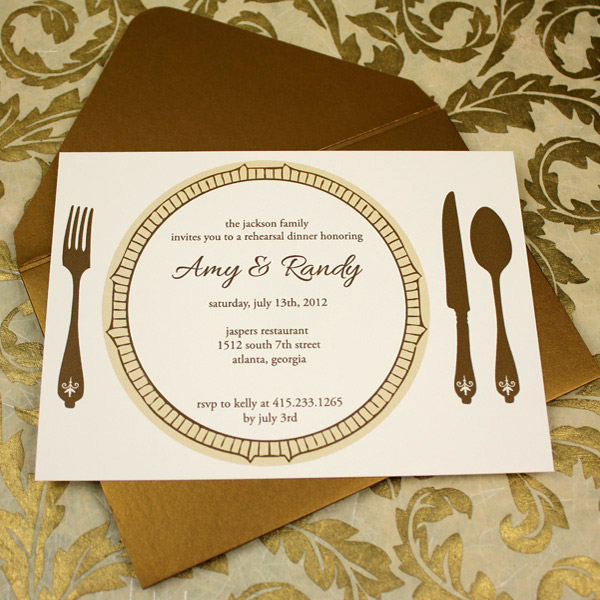 the jackson family
invites you to a rehearsal dinner honoring
Amy & Randy
saturday, july 13th, 2012
jaspers restaurant
1512 south 7th street
atlanta, georgia
rsvp to kelly at 415.233.1265
by july 3rd